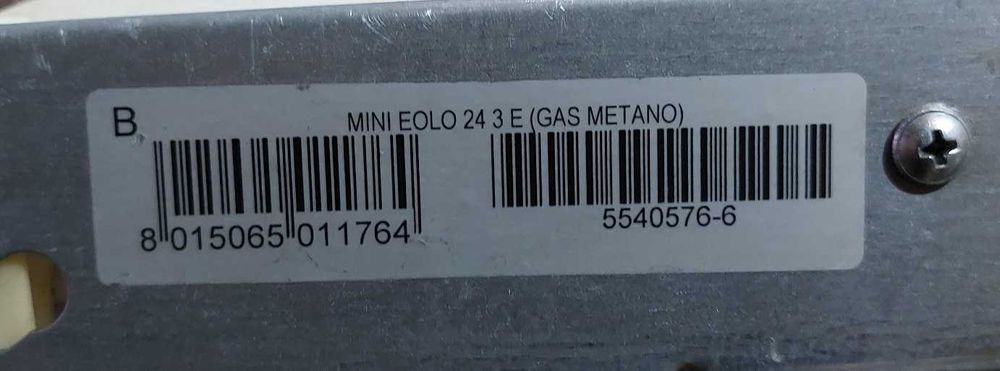 B
MINI EOLO 24 3 E (GAS METANO)
8 015065 011764
5540576-6